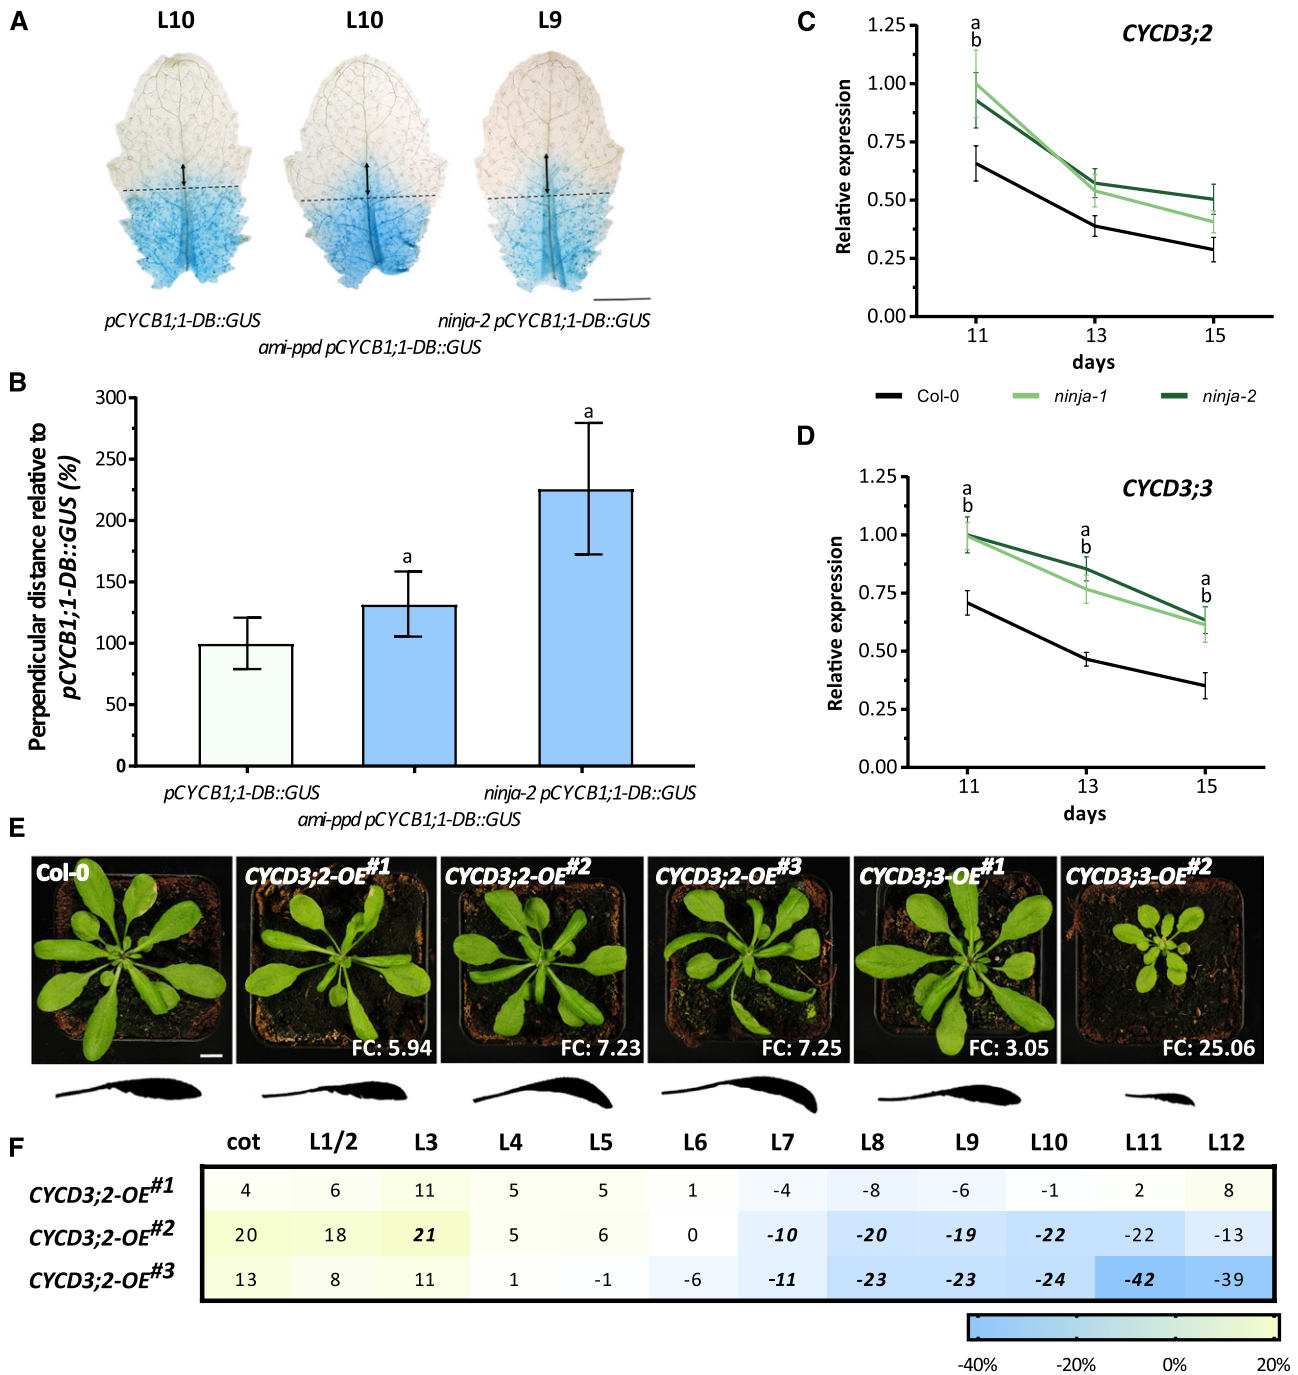 A
L10 L10 L9
pCYCB1;1-DB::GUS ninja-2 pCYCB1;1-DB::GUS
ami-ppd pCYCB1;1-DB::GUS
B
Perpendicular distance relative to
pCYCB1;1-DB::GUS (%)
300
250
200
150
100
50
0
a
a
pCYCB1;1-DB::GUS ninja-2 pCYCB1;1-DB::GUS
ami-ppd pCYCB1;1-DB::GUS
C
CYCD3;2
Relative expression
1.25
1.00
0.75
0.50
0.25
0.00
a
b
11 13 15
days
Col-0 ninja-1 ninja-2
D
CYCD3;3
Relative expression
1.25
1.00
0.75
0.50
0.25
0.00
a
b
a
b
a
b
11 13 15
days
E
Col-0 CYCD3;2-OE#1 CYCD3;2-OE#2 CYCD3;2-OE#3 CYCD3;3-OE#1 CYCD3;3-OE#2
FC: 5.94 FC: 7.23 FC: 7.25 FC: 3.05 FC: 25.06
F
cot L1/2 L3 L4 L5 L6 L7 L8 L9 L10 L11 L12
CYCD3;2-OE#1 4 6 11 5 5 1 -4 -8 -6 -1 2 8
CYCD3;2-OE#2 20 18 21 5 6 0 -10 -20 -19 -22 -22 -13
CYCD3;2-OE#3 13 8 11 1 -1 -6 -11 -23 -23 -24 -42 -39
-40% -20% 0% 20%